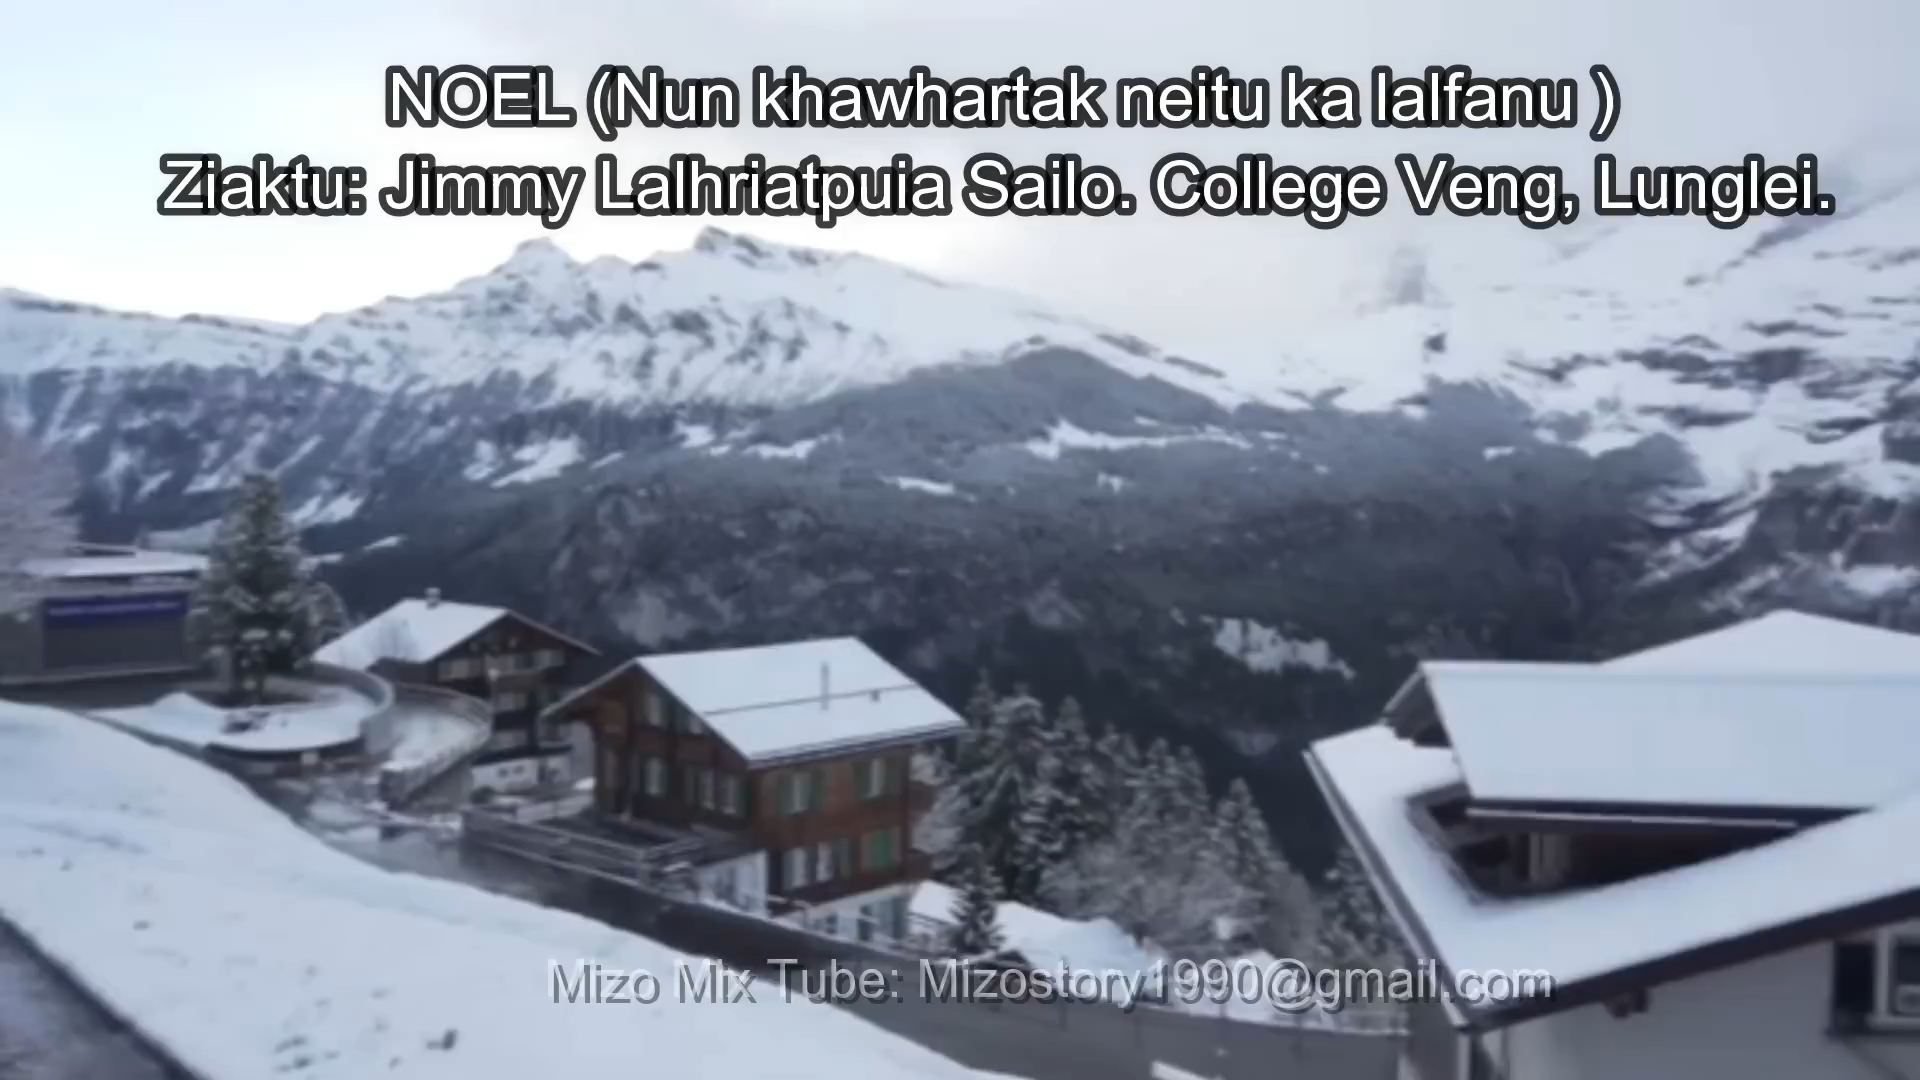 NOEL (Nun khawhartak neitu ka lalfanu )
Ziaktu: Jimmy Lalhriatpuia Sailo. College Veng, Lunglei.
Mizo Mix Tube: Mizostory1990@gmail.com